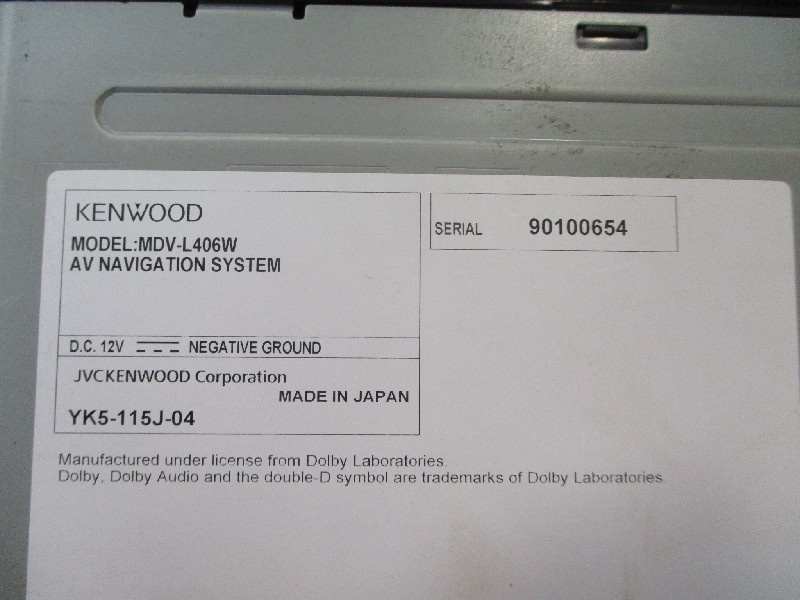 KENWOOD
MODEL:MDV-L406W
AV NAVIGATION SYSTEM
D.C. 12V NEGATIVE GROUND
JVCKENWOOD Corporation
MADE IN JAPAN
YK5-115J-04
SERIAL 90100654
Manufactured under license from Dolby Laboratories.
Dolby, Dolby Audio and the double-D symbol are trademarks of Dolby Laboratories.